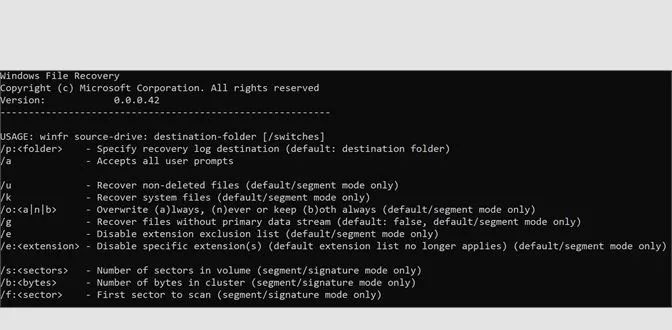 Windows File Recovery
Copyright (c) Microsoft Corporation. All rights reserved
Version: 0.0.0.42
----------------------------------------------------------
USAGE: winfr source-drive: destination-folder [/switches]
/p:<folder> - Specify recovery log destination (default: destination folder)
/a - Accepts all user prompts
/u - Recover non-deleted files (default/segment mode only)
/k - Recover system files (default/segment mode only)
/o:<a|n|b> - Overwrite (a)lways, (n)ever or keep (b)oth always (default/segment mode only)
/g - Recover files without primary data stream (default: false, default/segment mode only)
/e - Disable extension exclusion list (default/segment mode only)
/e:<extension> - Disable specific extension(s) (default extension list no longer applies) (default/segment mode only)
/s:<sectors> - Number of sectors in volume (segment/signature mode only)
/b:<bytes> - Number of bytes in cluster (segment/signature mode only)
/f:<sector> - First sector to scan (segment/signature mode only)